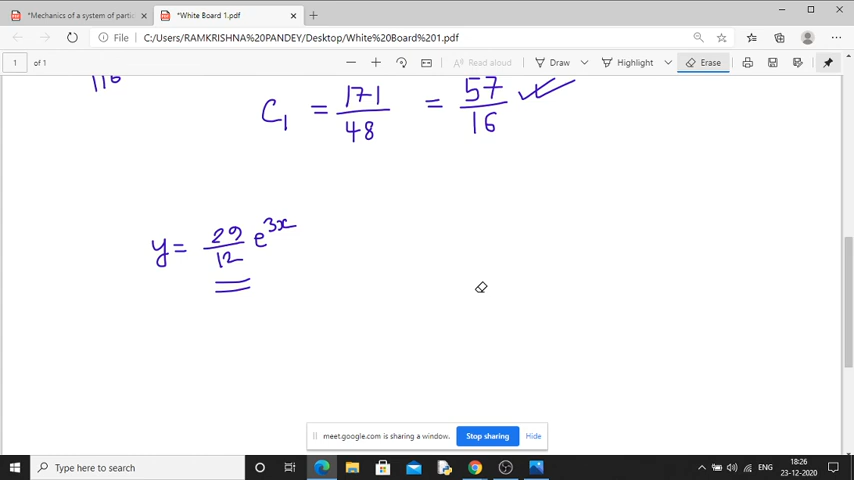 *Mechanics of a system of partic
*White Board 1.pdf
File
C:/Users/RAMKRISHNA%20PANDEY/Desktop/White%20Board%201.pdf
1 of 1
Read aloud
Draw
Highlight
Erase
116
C₁ = 171/48 = 57/16
y = 29/12 e^3x
meet.google.com is sharing a window.
Stop sharing
Hide
Type here to search
ENG
18:26
23-12-2020